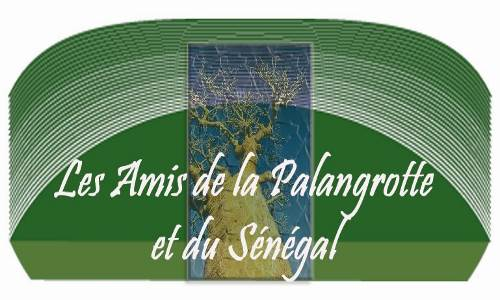 Les Amis de la Palangrotte
et du Sénégal